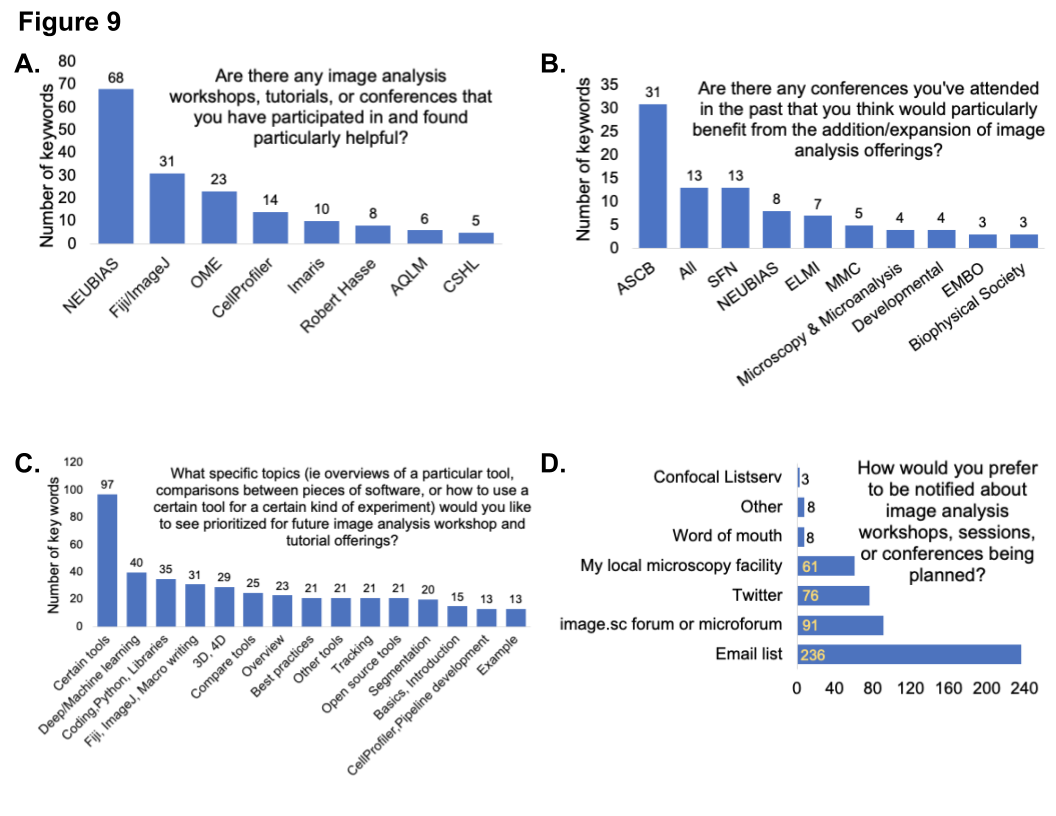 Figure 9
A.
Are there any image analysis
workshops, tutorials, or conferences that
you have participated in and found
particularly helpful?
Number of keywords
80
70
60
50
40
30
20
10
0
68
31
23
14
10
8
6
5
NEUBIAS
Fiji/ImageJ
OME
CellProfiler
Imaris
Robert Hasse
AQLM
CSHL
B.
Are there any conferences you've attended
in the past that you think would particularly
benefit from the addition/expansion of image
analysis offerings?
Number of keywords
35
30
25
20
15
10
5
0
31
13
13
8
7
5
4
4
3
3
ASCB
All
SFN
NEUBIAS
ELMI
MMC
Microscopy & Microanalysis
Developmental
EMBO
Biophysical Society
C.
What specific topics (ie overviews of a particular tool,
comparisons between pieces of software, or how to use a
certain tool for a certain kind of experiment) would you like
to see prioritized for future image analysis workshop and
tutorial offerings?
Number of key words
120
100
80
60
40
20
0
97
40
35
31
29
25
23
21
21
21
21
20
15
13
13
Certain tools
Deep/Machine learning
Coding,Python, Libraries
Fiji, ImageJ, Macro writing
3D, 4D
Compare tools
Overview
Best practices
Other tools
Tracking
Open source tools
Segmentation
Basics, Introduction
CellProfiler,Pipeline development
Example
D.
How would you prefer
to be notified about
image analysis
workshops, sessions,
or conferences being
planned?
Confocal Listserv 3
Other 8
Word of mouth 8
My local microscopy facility 61
Twitter 76
image.sc forum or microforum 91
Email list 236
0 40 80 120 160 200 240